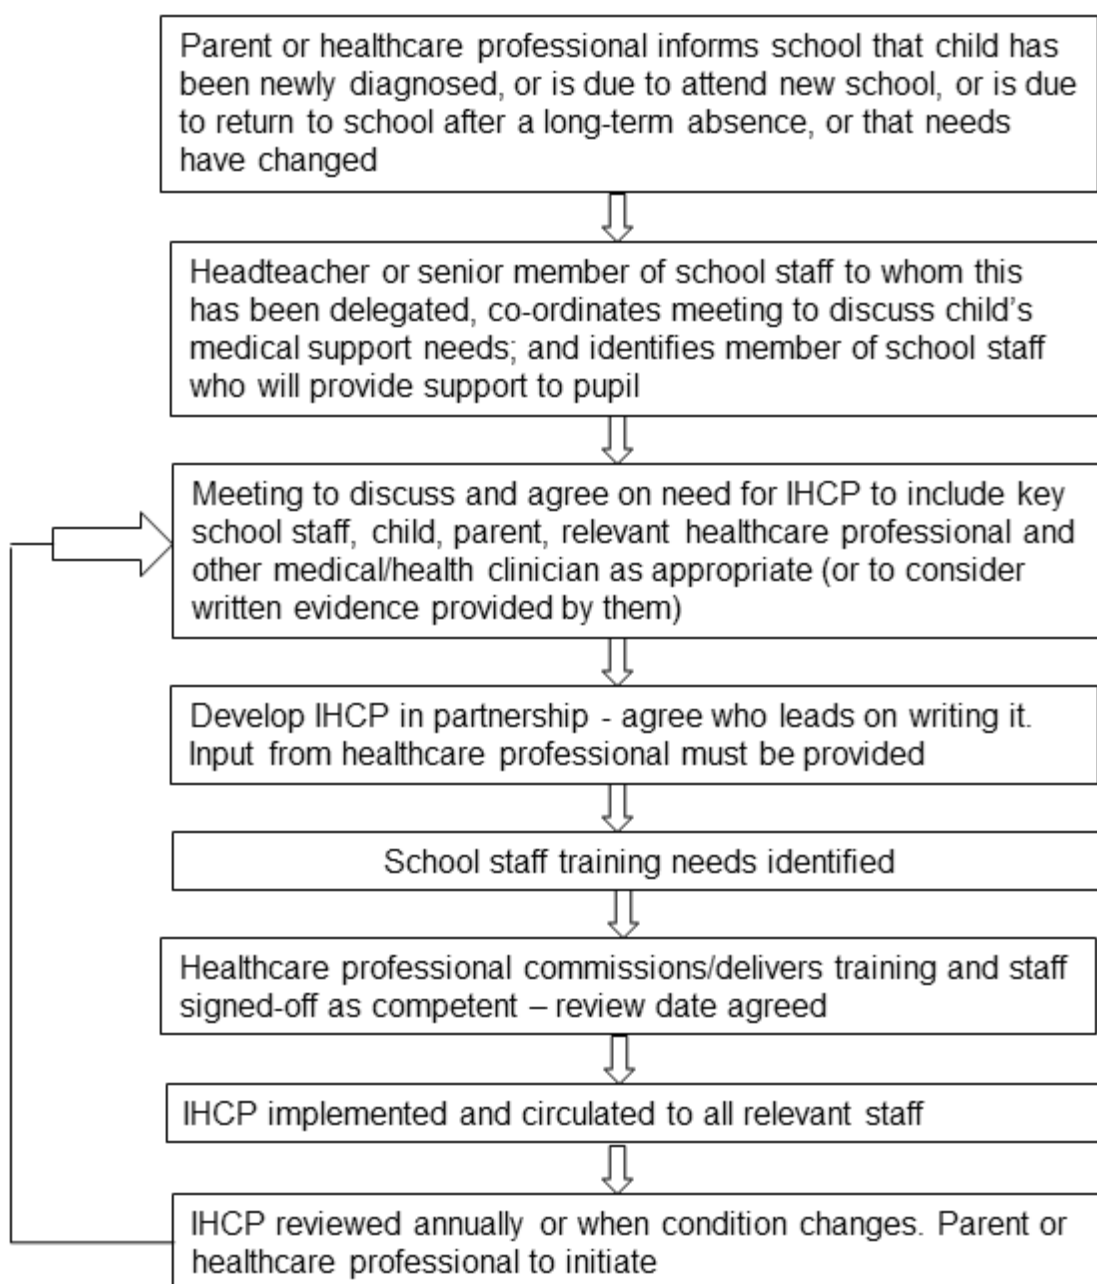 Parent or healthcare professional informs school that child has
been newly diagnosed, or is due to attend new school, or is due
to return to school after a long-term absence, or that needs
have changed
Headteacher or senior member of school staff to whom this
has been delegated, co-ordinates meeting to discuss child's
medical support needs; and identifies member of school staff
who will provide support to pupil
Meeting to discuss and agree on need for IHCP to include key
school staff, child, parent, relevant healthcare professional and
other medical/health clinician as appropriate (or to consider
written evidence provided by them)
Develop IHCP in partnership - agree who leads on writing it.
Input from healthcare professional must be provided
School staff training needs identified
Healthcare professional commissions/delivers training and staff
signed-off as competent – review date agreed
IHCP implemented and circulated to all relevant staff
IHCP reviewed annually or when condition changes. Parent or
healthcare professional to initiate